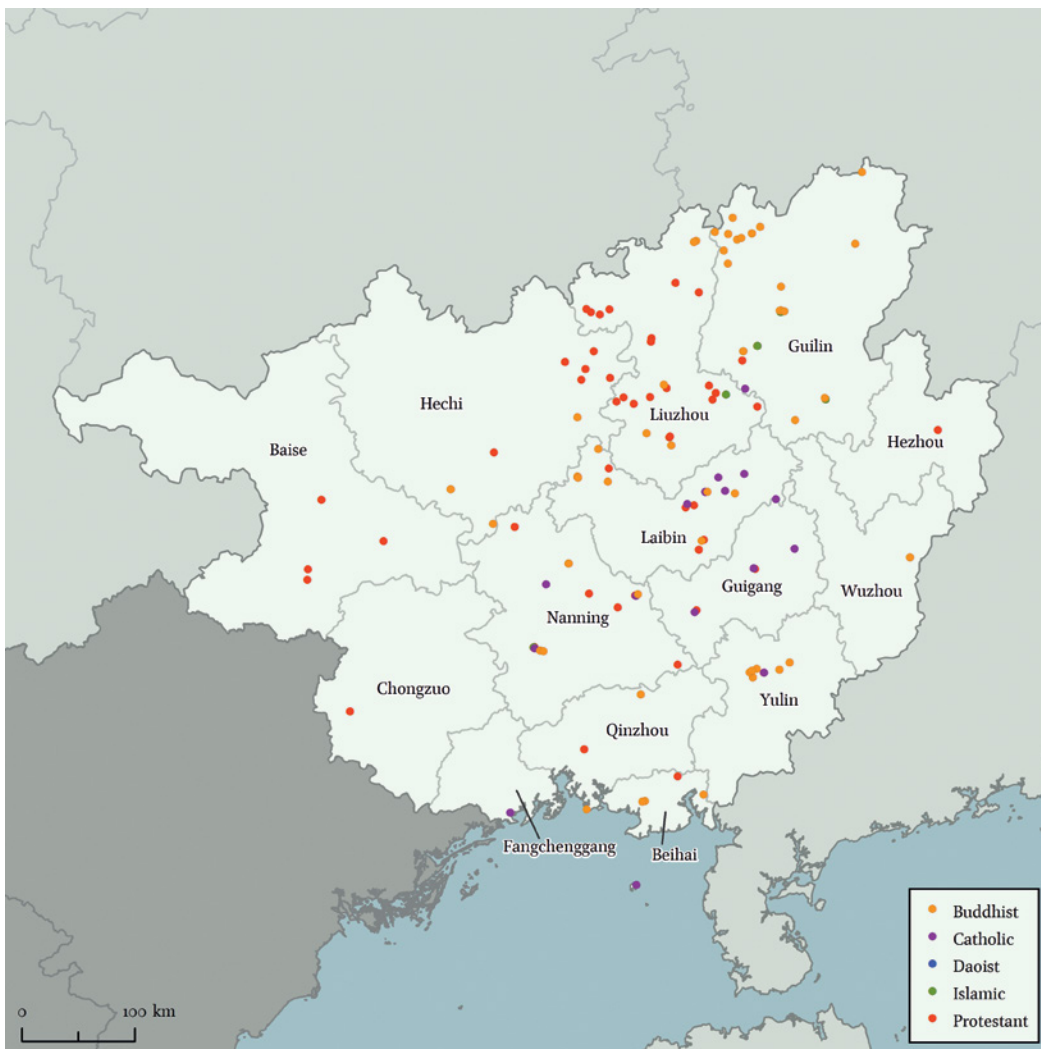 Guilin
Hechi
Liuzhou
Hezhou
Baise
Laibin
Guigang
Wuzhou
Nanning
Chongzuo
Yulin
Qinzhou
Fangchenggang
Beihai
Buddhist
Catholic
Daoist
Islamic
Protestant
0 100 km